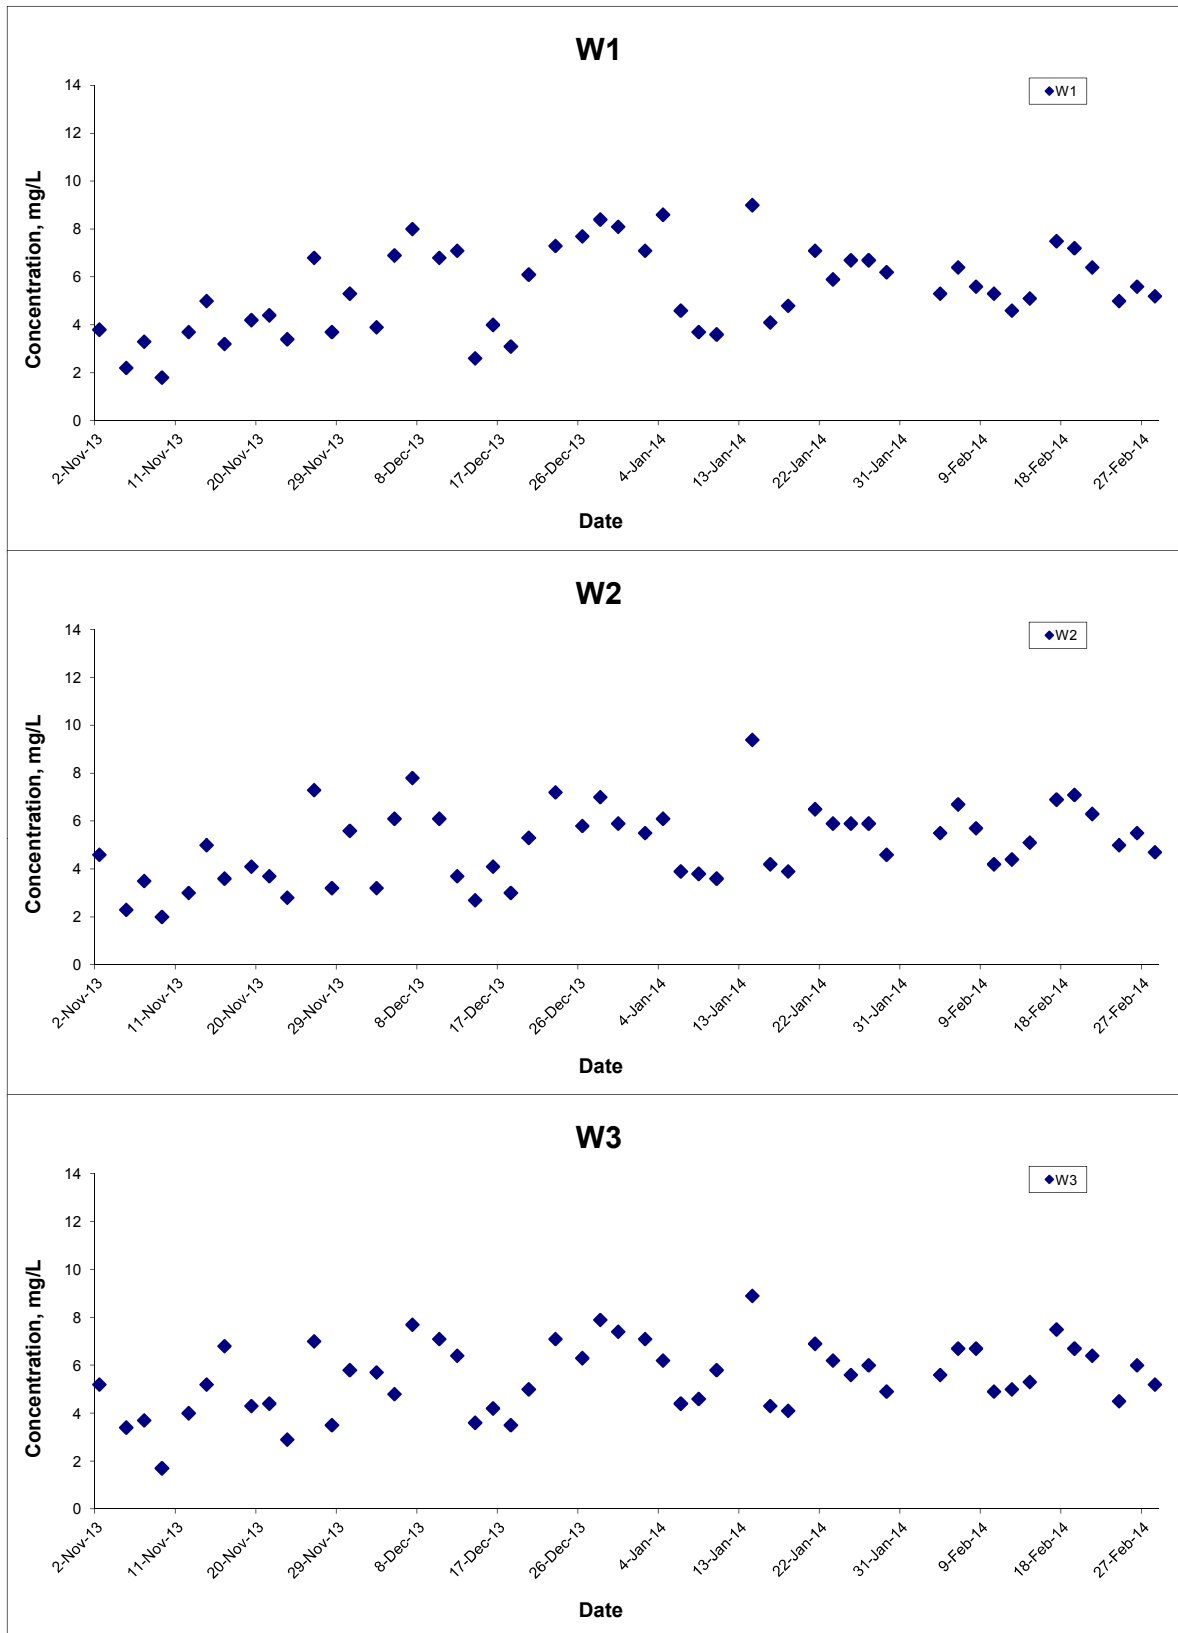 W1
W1
Concentration, mg/L
14
12
10
8
6
4
2
0
2-Nov-13
11-Nov-13
20-Nov-13
29-Nov-13
8-Dec-13
17-Dec-13
26-Dec-13
4-Jan-14
13-Jan-14
22-Jan-14
31-Jan-14
9-Feb-14
18-Feb-14
27-Feb-14
Date
W2
W2
Concentration, mg/L
14
12
10
8
6
4
2
0
2-Nov-13
11-Nov-13
20-Nov-13
29-Nov-13
8-Dec-13
17-Dec-13
26-Dec-13
4-Jan-14
13-Jan-14
22-Jan-14
31-Jan-14
9-Feb-14
18-Feb-14
27-Feb-14
Date
W3
W3
Concentration, mg/L
14
12
10
8
6
4
2
0
2-Nov-13
11-Nov-13
20-Nov-13
29-Nov-13
8-Dec-13
17-Dec-13
26-Dec-13
4-Jan-14
13-Jan-14
22-Jan-14
31-Jan-14
9-Feb-14
18-Feb-14
27-Feb-14
Date